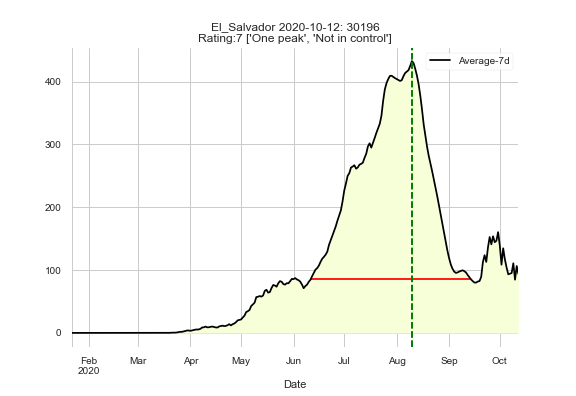 El_Salvador 2020-10-12: 30196
Rating:7 ['One peak', 'Not in control']
Average-7d
400
300
200
100
0
Feb Mar Apr May Jun Jul Aug Sep Oct
2020
Date